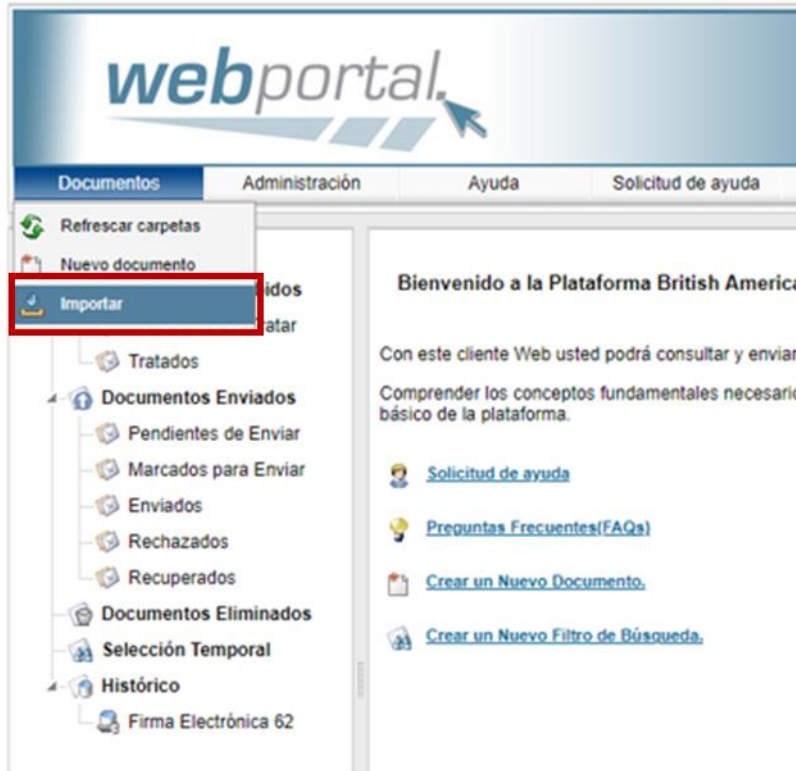 webportal.
Documentos Administración Ayuda Solicitud de ayuda
Refrescar carpetas
Nuevo documento
Importar
Tratados
Documentos Enviados
Pendientes de Enviar
Marcados para Enviar
Enviados
Rechazados
Recuperados
Documentos Eliminados
Selección Temporal
Histórico
Firma Electrónica 62
Bienvenido a la Plataforma British
Con este cliente Web usted podrá consultar y enviar
Comprender los conceptos fundamentales
básico de la plataforma.
Solicitud de ayuda
Preguntas Frecuentes(FAQs)
Crear un Nuevo Documento.
Crear un Nuevo Filtro de Búsqueda.